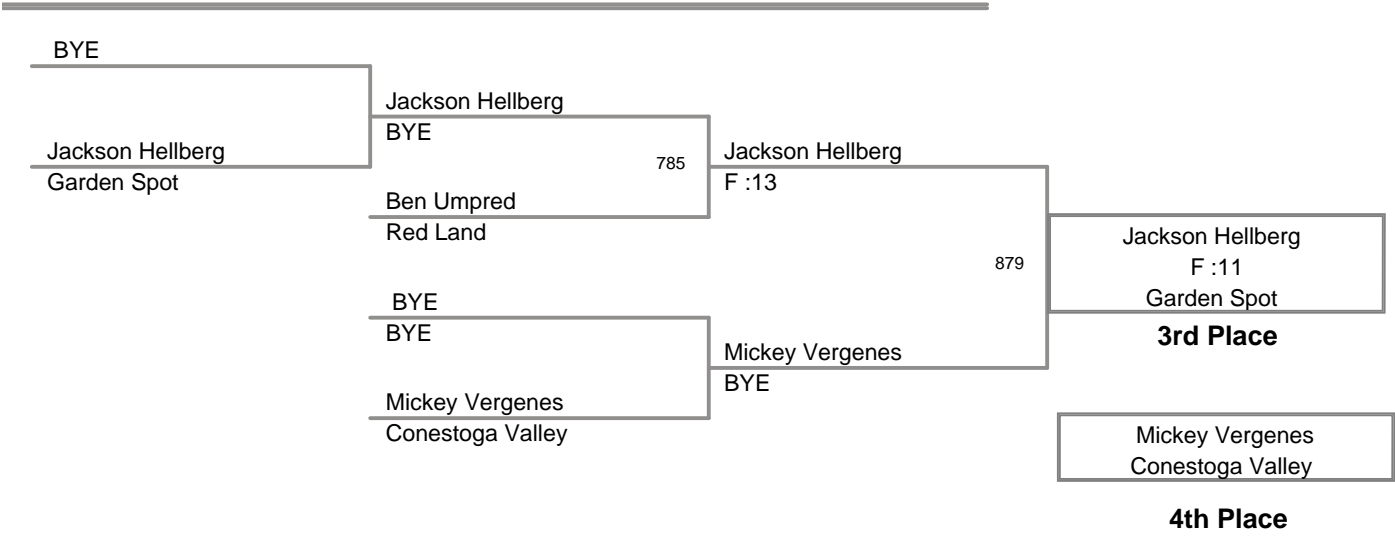 BYE
Jackson Hellberg
Garden Spot
Jackson Hellberg
BYE
785
Ben Umpred
Red Land
BYE
BYE
Mickey Vergenes
Conestoga Valley
Jackson Hellberg
F :13
879
Mickey Vergenes
BYE
Jackson Hellberg
F :11
Garden Spot
3rd Place
Mickey Vergenes
Conestoga Valley
4th Place